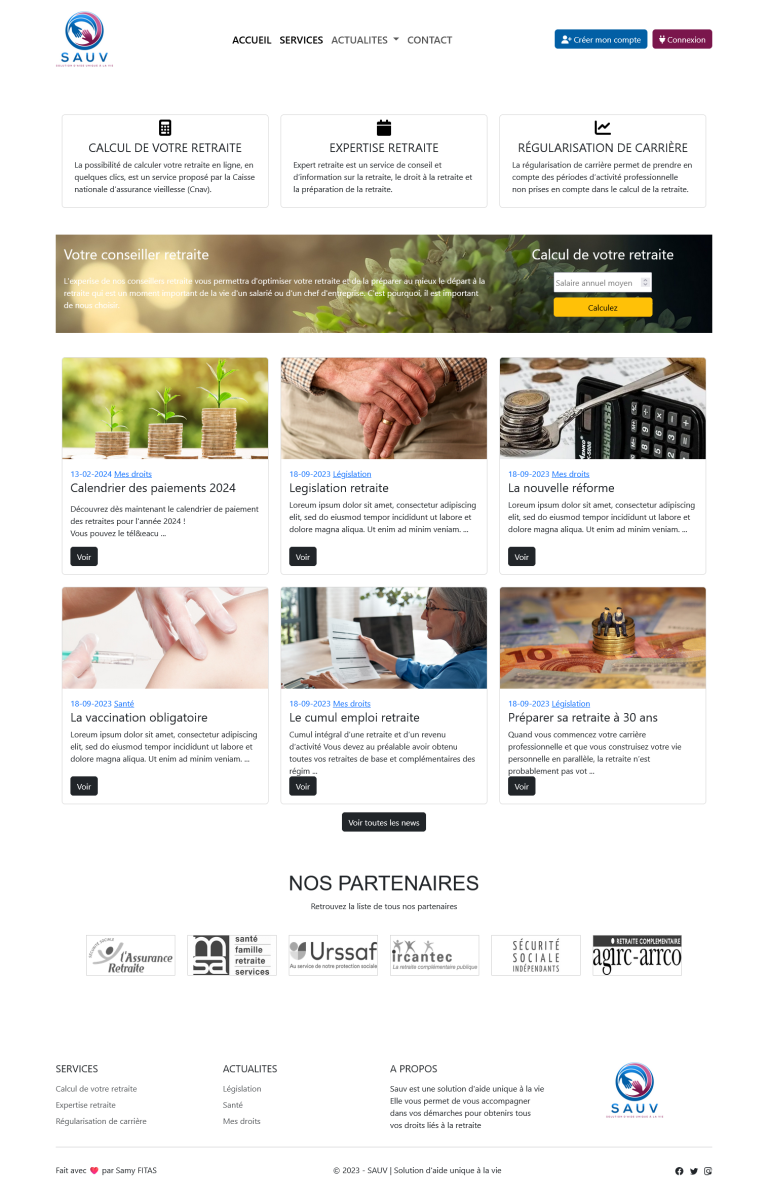 SAUV
SOLUTION D'AIDE UNIQUE À LA VIE
ACCUEIL SERVICES ACTUALITES CONTACT
Créer mon compte Connexion
CALCUL DE VOTRE RETRAITE
La possibilité de calculer votre retraite en ligne, en
quelques clics, est un service proposé par la Caisse
nationale d'assurance vieillesse (Cnav).
EXPERTISE RETRAITE
Expert retraite est un service de conseil et
d'information sur la retraite, le droit à la retraite et
la préparation de la retraite.
RÉGULARISATION DE CARRIÈRE
La régularisation de carrière permet de prendre en
compte des périodes d'activité professionnelle
non prises en compte dans le calcul de la retraite.
Votre conseiller retraite
L'expertise de nos conseillers retraite vous permettra d'optimiser votre retraite et de la préparer au mieux le départ à la
retraite qui est un moment important de la vie d'un salarié ou d'un chef d'entreprise. C'est pourquoi, il est important
de nous choisir.
Calcul de votre retraite
Salaire annuel moyen
Calculez
13-02-2024 Mes droits
Calendrier des paiements 2024
Découvrez dès maintenant le calendrier de paiement
des retraites pour l'année 2024 !
Vous pouvez le tél&eacu ...
Voir
18-09-2023 Législation
Legislation retraite
Loreum ipsum dolor sit amet, consectetur adipiscing
elit, sed do eiusmod tempor incididunt ut labore et
dolore magna aliqua. Ut enim ad minim veniam. ...
Voir
18-09-2023 Mes droits
La nouvelle réforme
Loreum ipsum dolor sit amet, consectetur adipiscing
elit, sed do eiusmod tempor incididunt ut labore et
dolore magna aliqua. Ut enim ad minim veniam. ...
Voir
18-09-2023 Santé
La vaccination obligatoire
Loreum ipsum dolor sit amet, consectetur adipiscing
elit, sed do eiusmod tempor incididunt ut labore et
dolore magna aliqua. Ut enim ad minim veniam. ...
Voir
18-09-2023 Mes droits
Le cumul emploi retraite
Cumul intégral d'une retraite et d'un revenu
d'activité Vous devez au préalable avoir obtenu
toutes vos retraites de base et complémentaires des
régim ...
Voir
18-09-2023 Législation
Préparer sa retraite à 30 ans
Quand vous commencez votre carrière
professionnelle et que vous construisez votre vie
personnelle en parallèle, la retraite n'est
probablement pas vot ...
Voir
Voir toutes les news
NOS PARTENAIRES
Retrouvez la liste de tous nos partenaires
SÉCURITÉ SOCIALE
l'Assurance
Retraite
msa
santé
famille
retraite
services
Urssaf
Au service de notre protection sociale
ircantec
La retraite complémentaire publique
SÉCURITÉ
SOCIALE
INDÉPENDANTS
RETRAITE COMPLEMENTAIRE
agirc-arrco
SERVICES
Calcul de votre retraite
Expertise retraite
Régularisation de carrière
ACTUALITES
Législation
Santé
Mes droits
A PROPOS
Sauv est une solution d'aide unique à la vie
Elle vous permet de vous accompagner
dans vos démarches pour obtenirs tous
vos droits liés à la retraite
SAUV
SOLUTION D'AIDE UNIQUE À LA VIE
Fait avec par Samy FITAS
© 2023 - SAUV | Solution d'aide unique à la vie